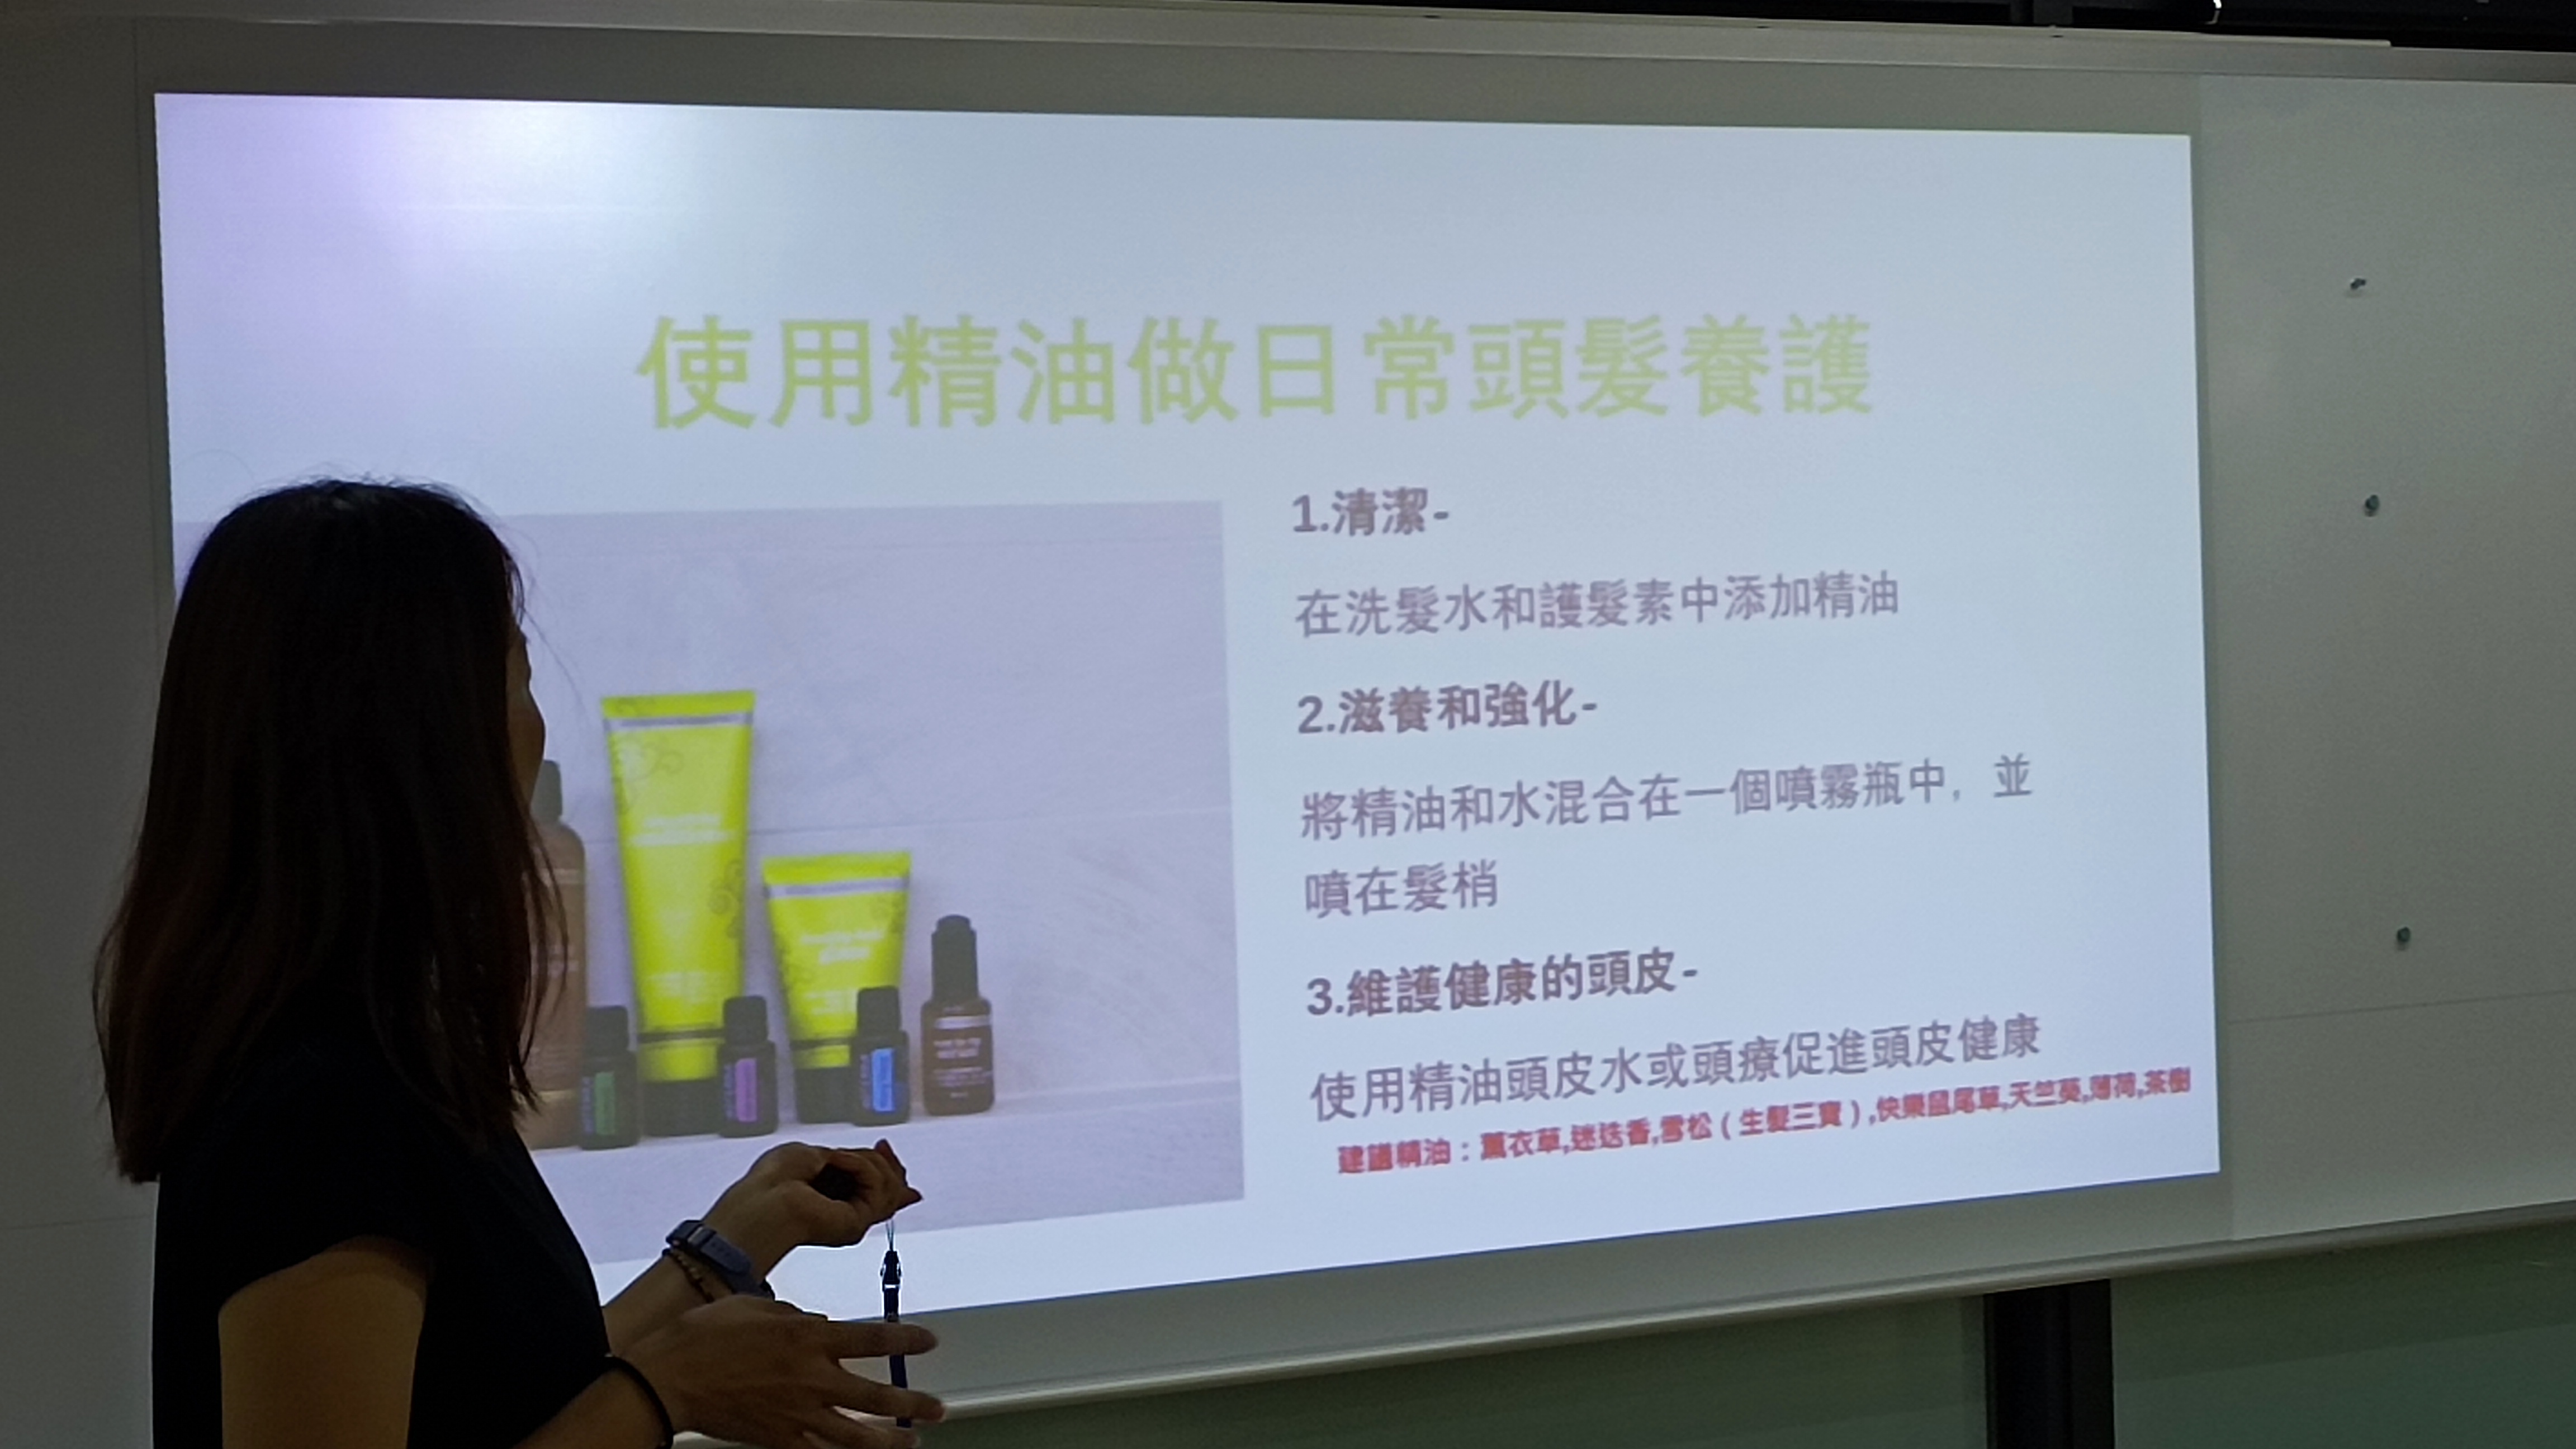 使用精油做日常頭髮養護
1.清潔-
在洗髮水和護髮素中添加精油
2.滋養和強化-
將精油和水混合在一個噴霧瓶中，並
噴在髮梢
3.維護健康的頭皮-
使用精油頭皮水或頭療促進頭皮健康
建議精油：薰衣草,迷迭香,雪松（生髮三寶）,快樂鼠尾草,天竺葵,薄荷,茶樹